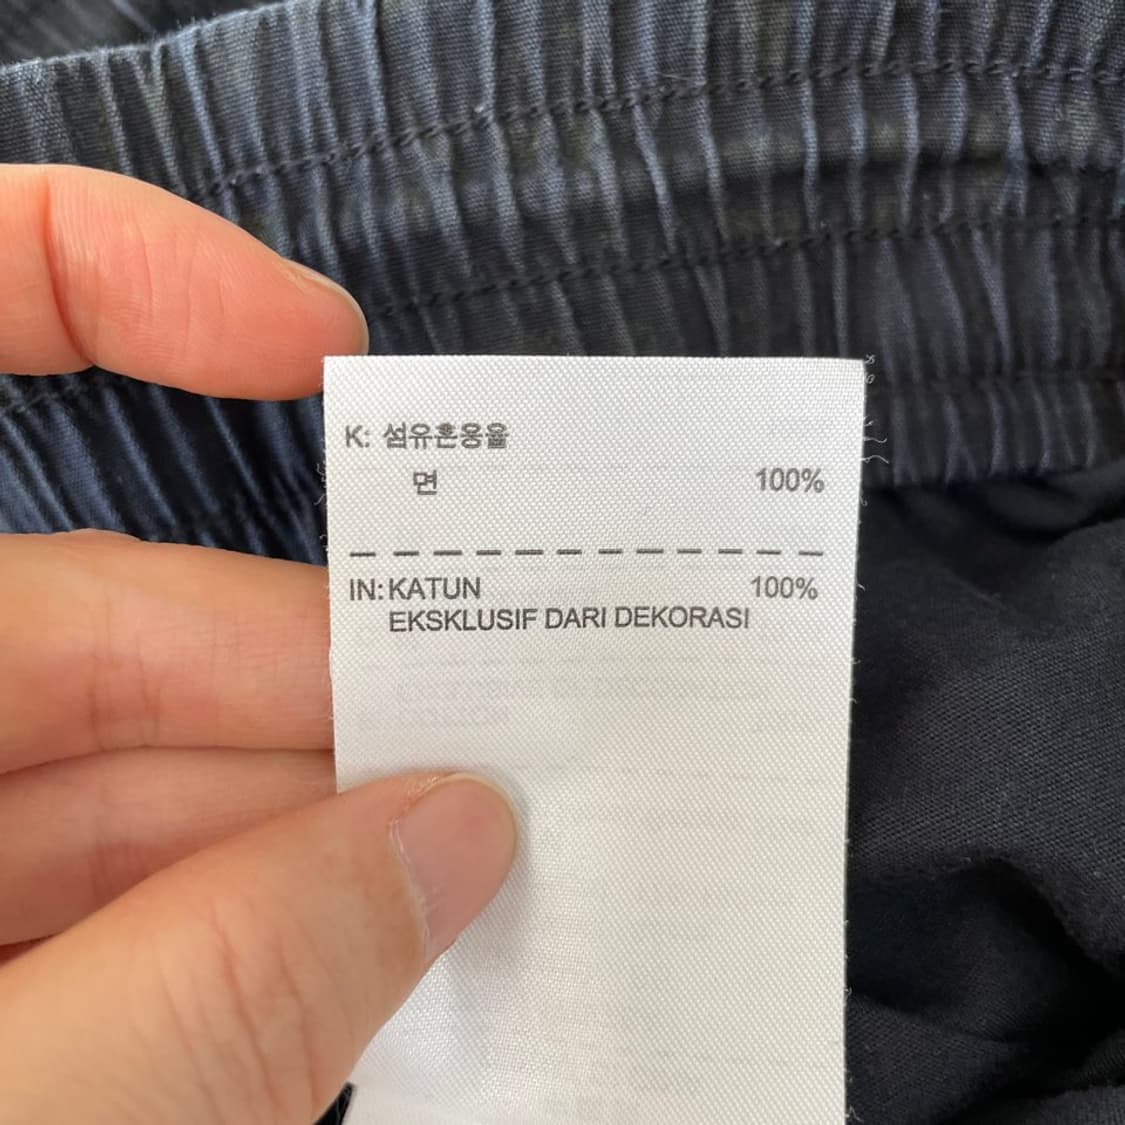 K: 섬유혼용율
면 100%
IN: KATUN 100%
EKSKLUSIF DARI DEKORASI